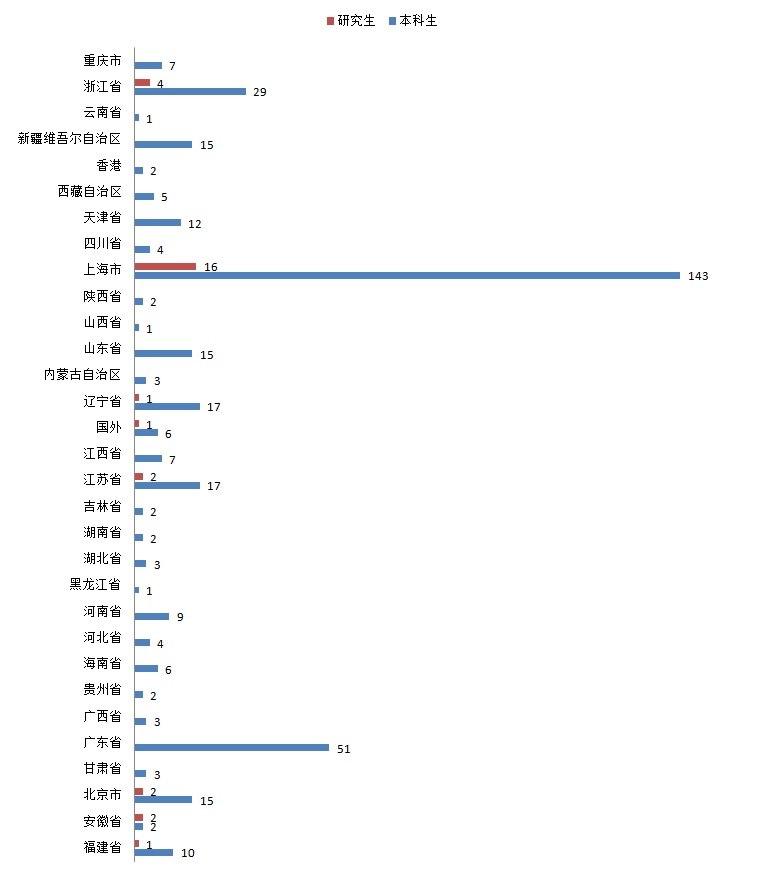 研究生 本科生
重庆市 7
浙江省 4
29
云南省 1
新疆维吾尔自治区 15
香港 2
西藏自治区 5
天津省 12
四川省 4
上海市 16
143
陕西省 2
山西省 1
山东省 15
内蒙古自治区 3
辽宁省 1
17
国外 1
6
江西省 7
江苏省 2
17
吉林省 2
湖南省 2
湖北省 3
黑龙江省 1
河南省 9
河北省 4
海南省 6
贵州省 2
广西省 3
广东省 51
甘肃省 3
北京市 2
15
安徽省 2
2
福建省 1
10